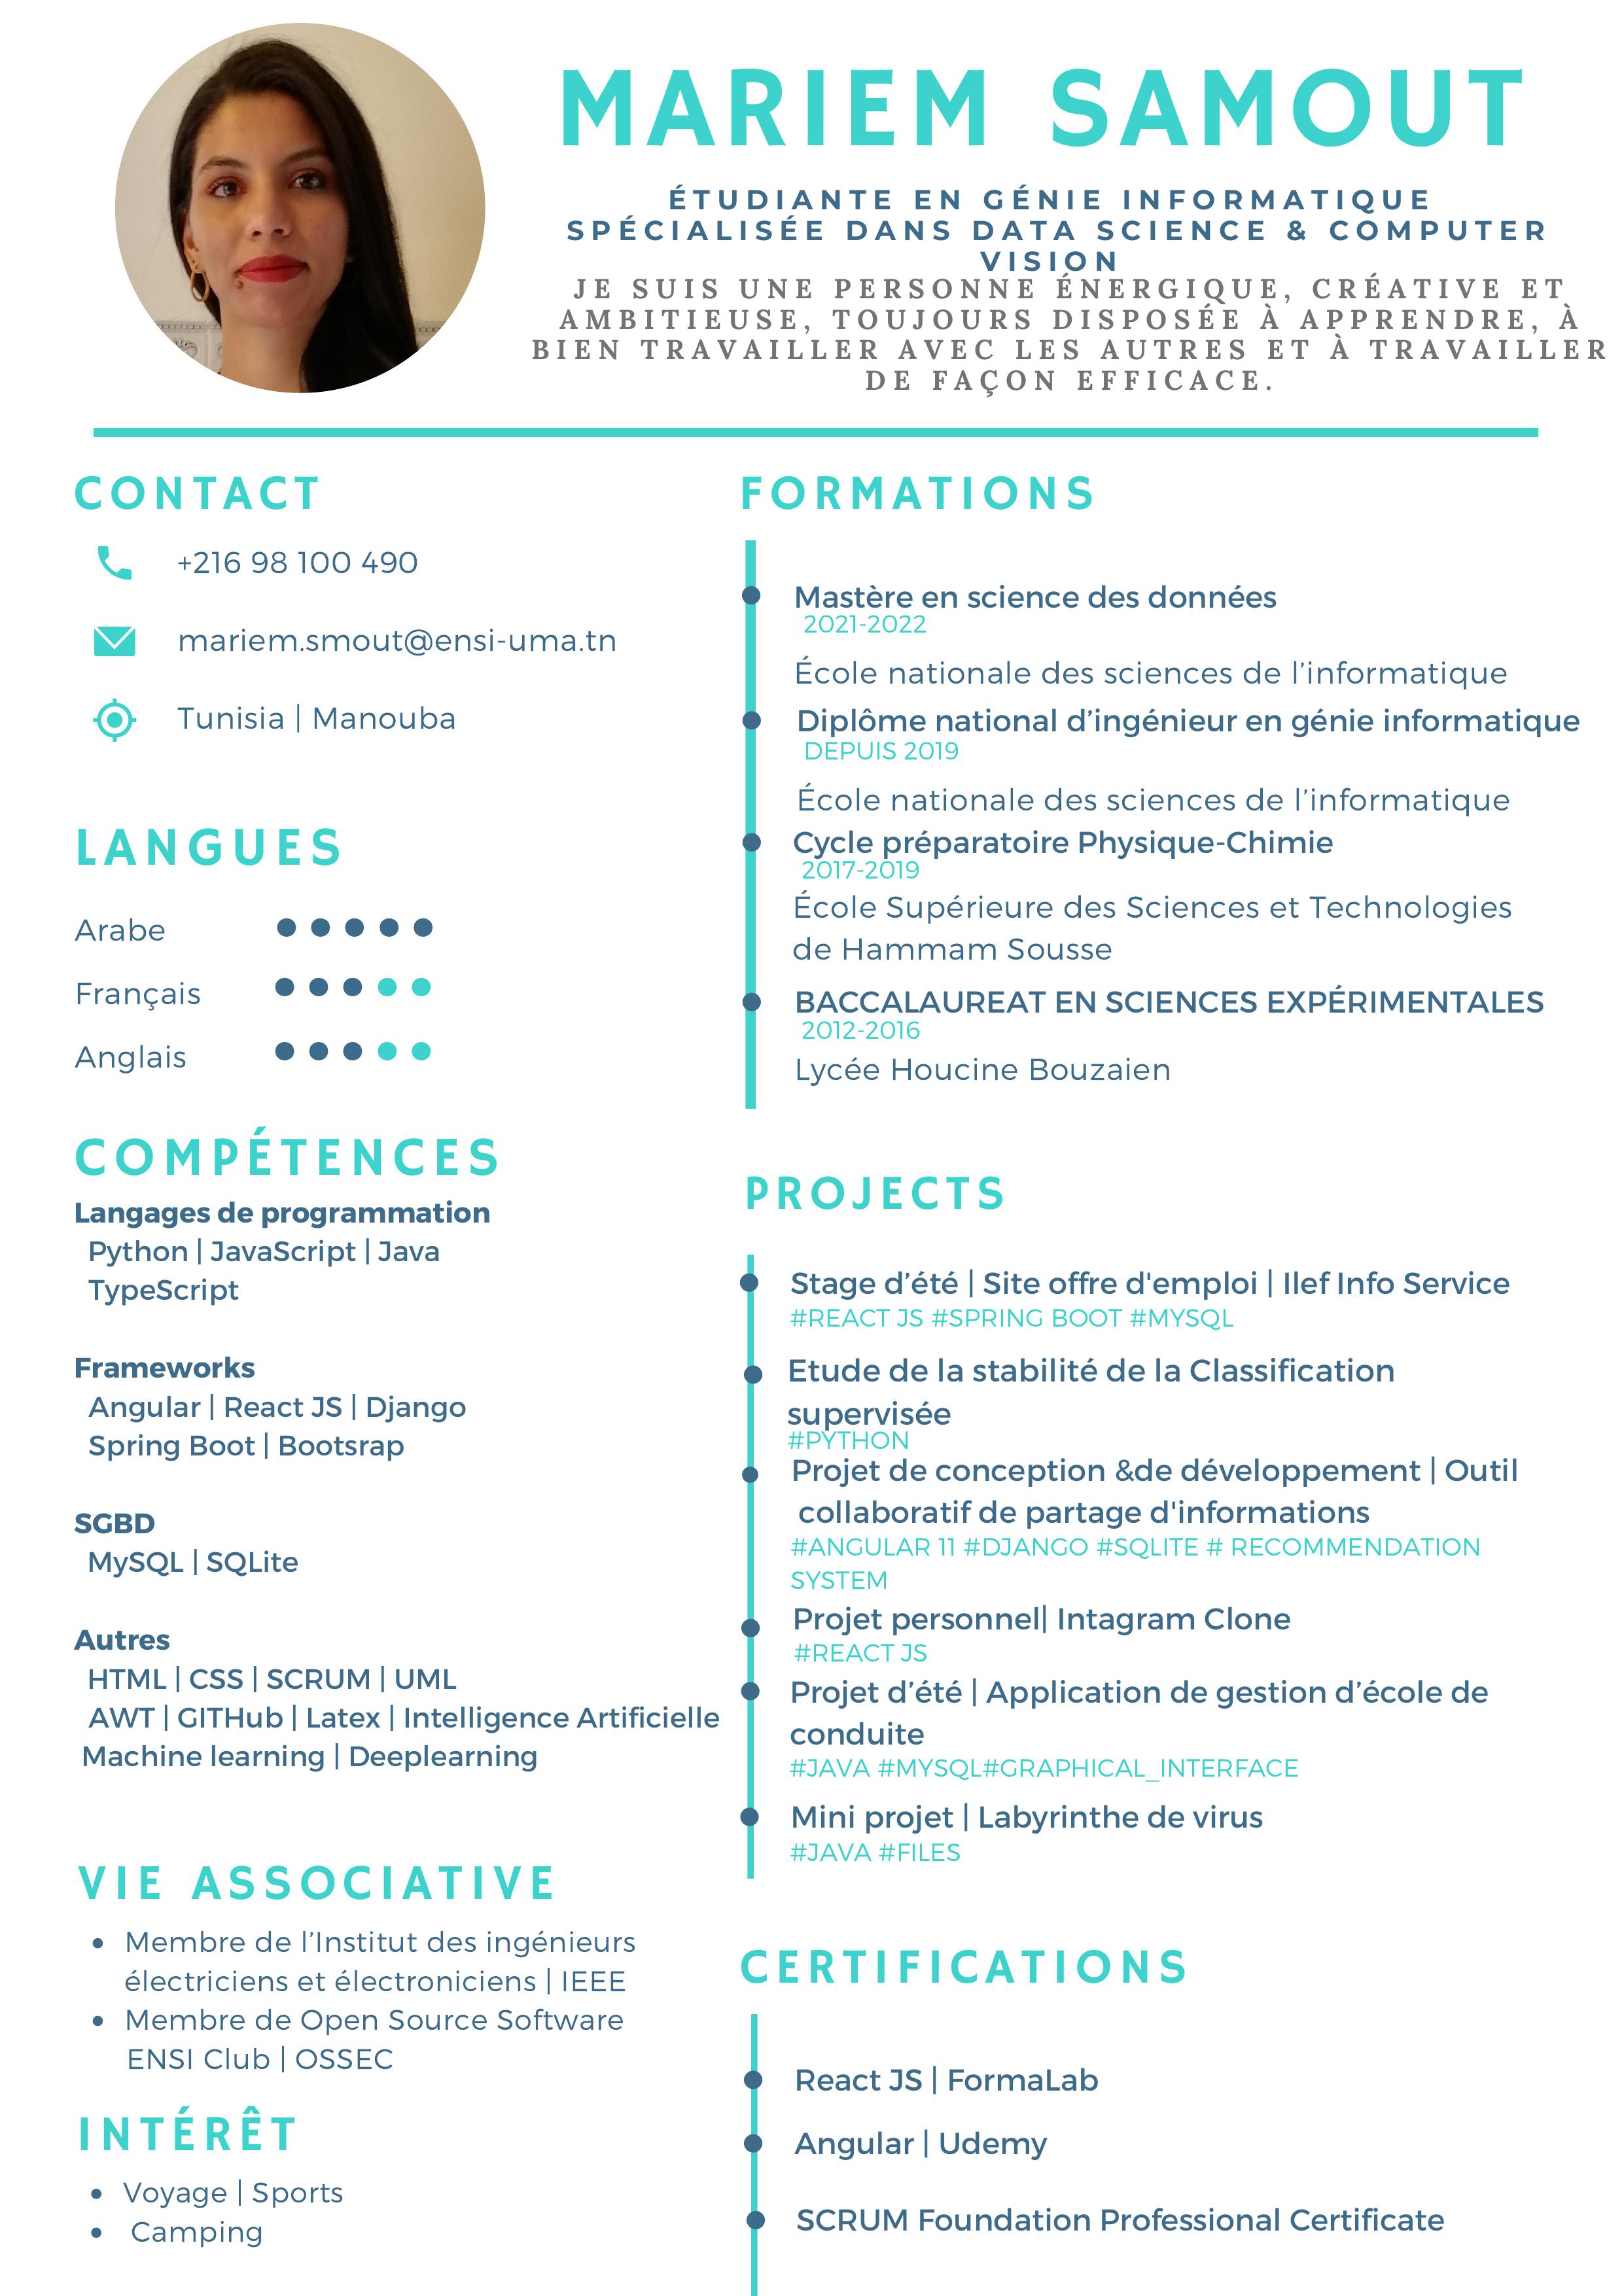 MARIEM SAMOUT
ÉTUDIANTE EN GÉNIE INFORMATIQUE
SPÉCIALISÉE DANS DATA SCIENCE & COMPUTER
VISION
JE SUIS UNE PERSONNE ÉNERGIQUE, CRÉATIVE ET
AMBITIEUSE, TOUJOURS DISPOSÉE À APPRENDRE, À
BIEN TRAVAILLER AVEC LES AUTRES ET À TRAVAILLER
DE FAÇON EFFICACE.
CONTACT
+216 98 100 490
mariem.smout@ensi-uma.tn
Tunisia | Manouba
LANGUES
Arabe
Français
Anglais
COMPÉTENCES
Langages de programmation
Python | JavaScript | Java
TypeScript
Frameworks
Angular | React JS | Django
Spring Boot | Bootsrap
SGBD
MySQL | SQLite
Autres
HTML | CSS | SCRUM | UML
AWT | GITHub | Latex | Intelligence Artificielle
Machine learning | Deeplearning
VIE ASSOCIATIVE
• Membre de l'Institut des ingénieurs
électriciens et électroniciens | IEEE
• Membre de Open Source Software
ENSI Club | OSSEC
INTÉRÊT
• Voyage | Sports
• Camping
FORMATIONS
Mastère en science des données
2021-2022
École nationale des sciences de l'informatique
Diplôme national d'ingénieur en génie informatique
DEPUIS 2019
École nationale des sciences de l'informatique
Cycle préparatoire Physique-Chimie
2017-2019
École Supérieure des Sciences et Technologies
de Hammam Sousse
BACCALAUREAT EN SCIENCES EXPÉRIMENTALES
2012-2016
Lycée Houcine Bouzaien
PROJECTS
Stage d'été | Site offre d'emploi | Ilef Info Service
#REACT JS #SPRING BOOT #MYSQL
Etude de la stabilité de la Classification
supervisée
#PYTHON
Projet de conception &de développement | Outil
collaboratif de partage d'informations
#ANGULAR 11 #DJANGO #SQLITE # RECOMMENDATION
SYSTEM
Projet personnel| Intagram Clone
#REACT JS
Projet d'été | Application de gestion d'école de
conduite
#JAVA #MYSQL#GRAPHICAL_INTERFACE
Mini projet | Labyrinthe de virus
#JAVA #FILES
CERTIFICATIONS
React JS | FormaLab
Angular | Udemy
SCRUM Foundation Professional Certificate